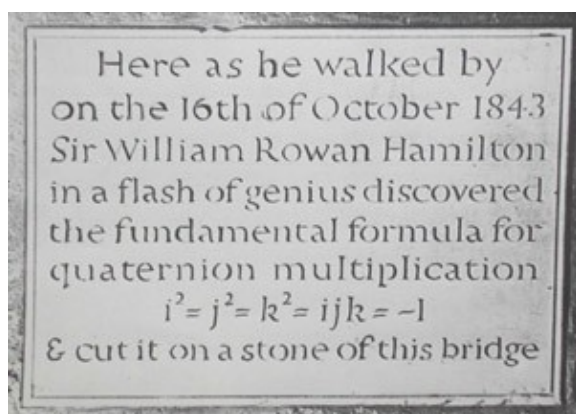 Here as he walked by
on the 16th of October 1843
Sir William Rowan Hamilton
in a flash of genius discovered
the fundamental formula for
quaternion multiplication
i² = j² = k² = ijk = -1
& cut it on a stone of this bridge